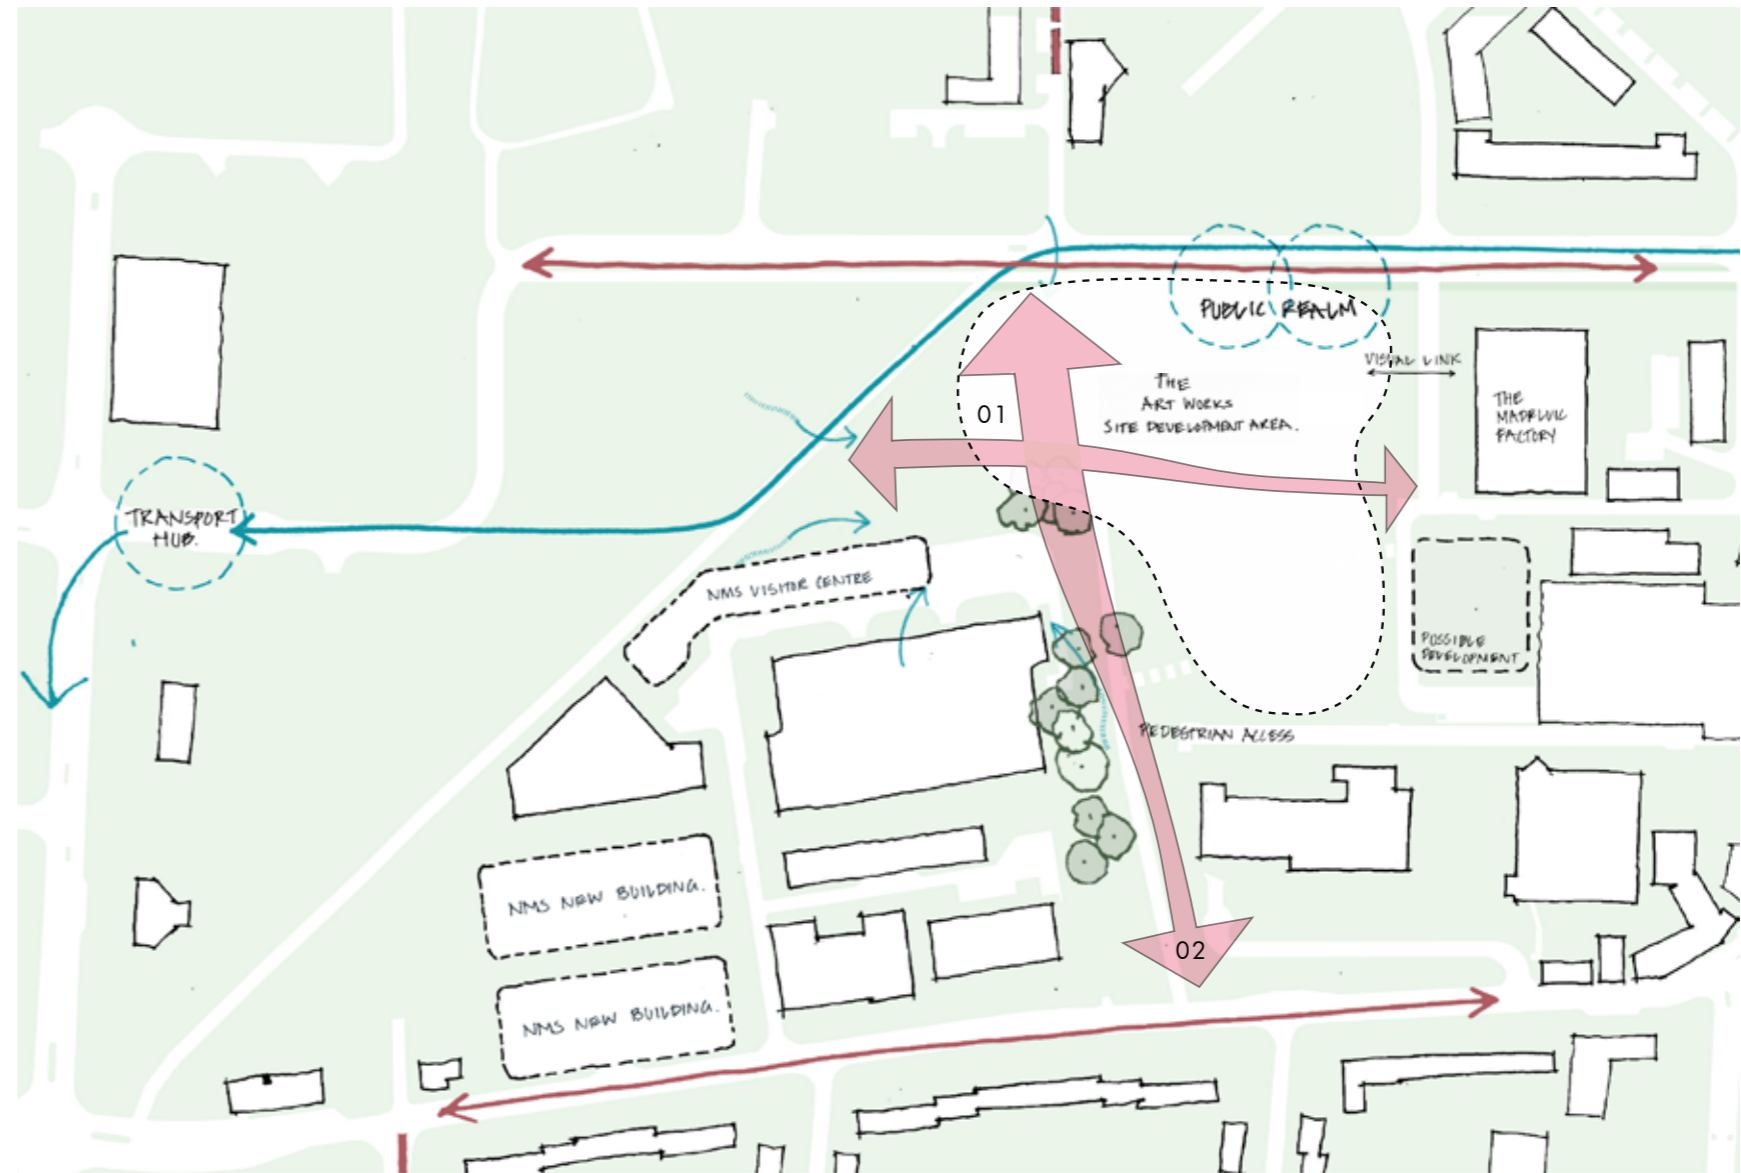 PUBLIC REALM
VISUAL LINK
THE
ART WORKS
SITE DEVELOPMENT AREA.
01
THE
MADELVIC
FACTORY
TRANSPORT
HUB.
NMS VISITOR CENTRE
POSSIBLE
DEVELOPMENT
PEDESTRIAN ACCESS
NMS NEW BUILDING.
02
NMS NEW BUILDING.